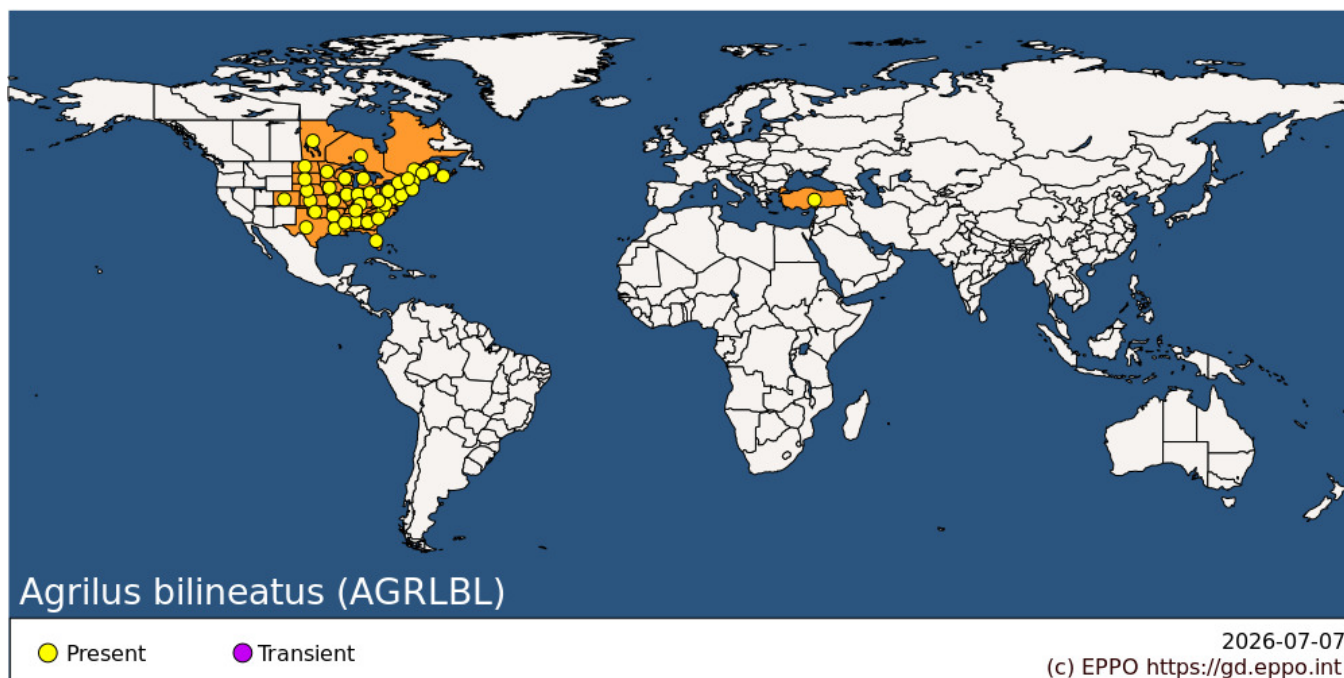 Agrilus bilineatus (AGRLBL)
Present
Transient
2026-07-07
(c) EPPO https://gd.eppo.int